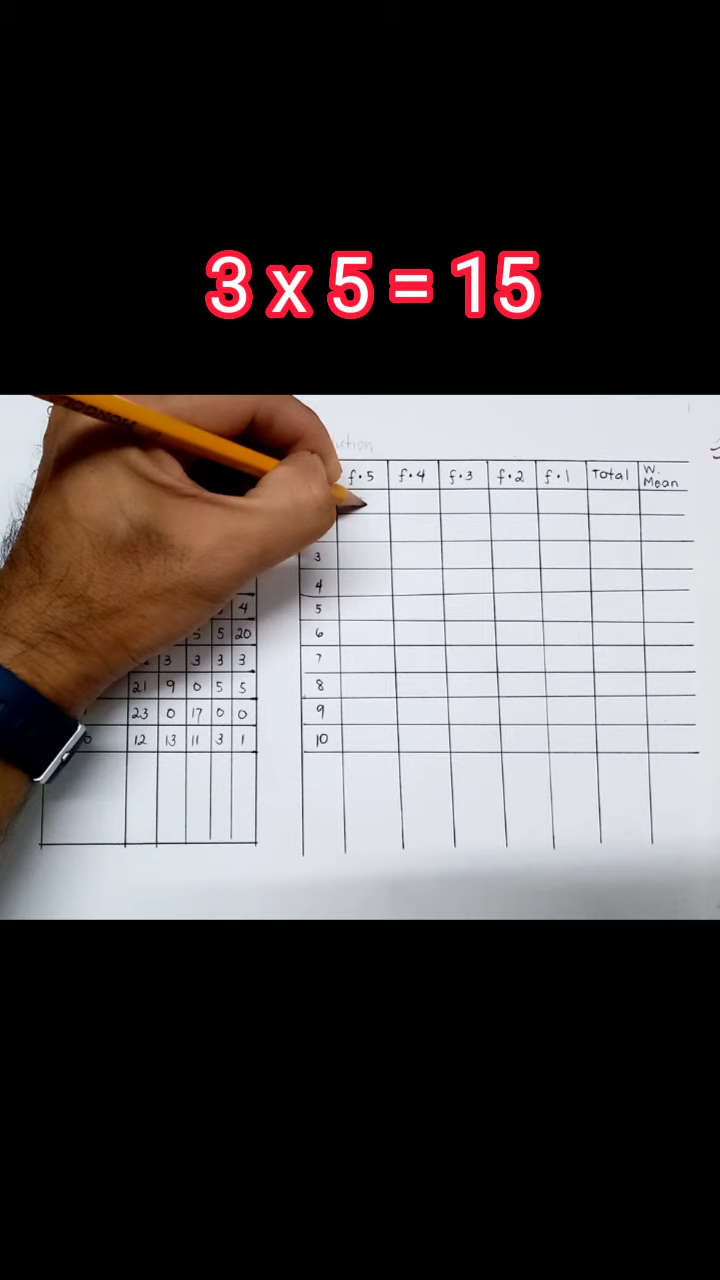 3 x 5 = 15
f·5 f·4 f·3 f·2 f·1 Total W. Mean
3
4
4 5
5 5 20 6
3 3 3 3 7
21 9 0 5 5 8
23 0 17 0 0 9
12 13 11 3 1 10